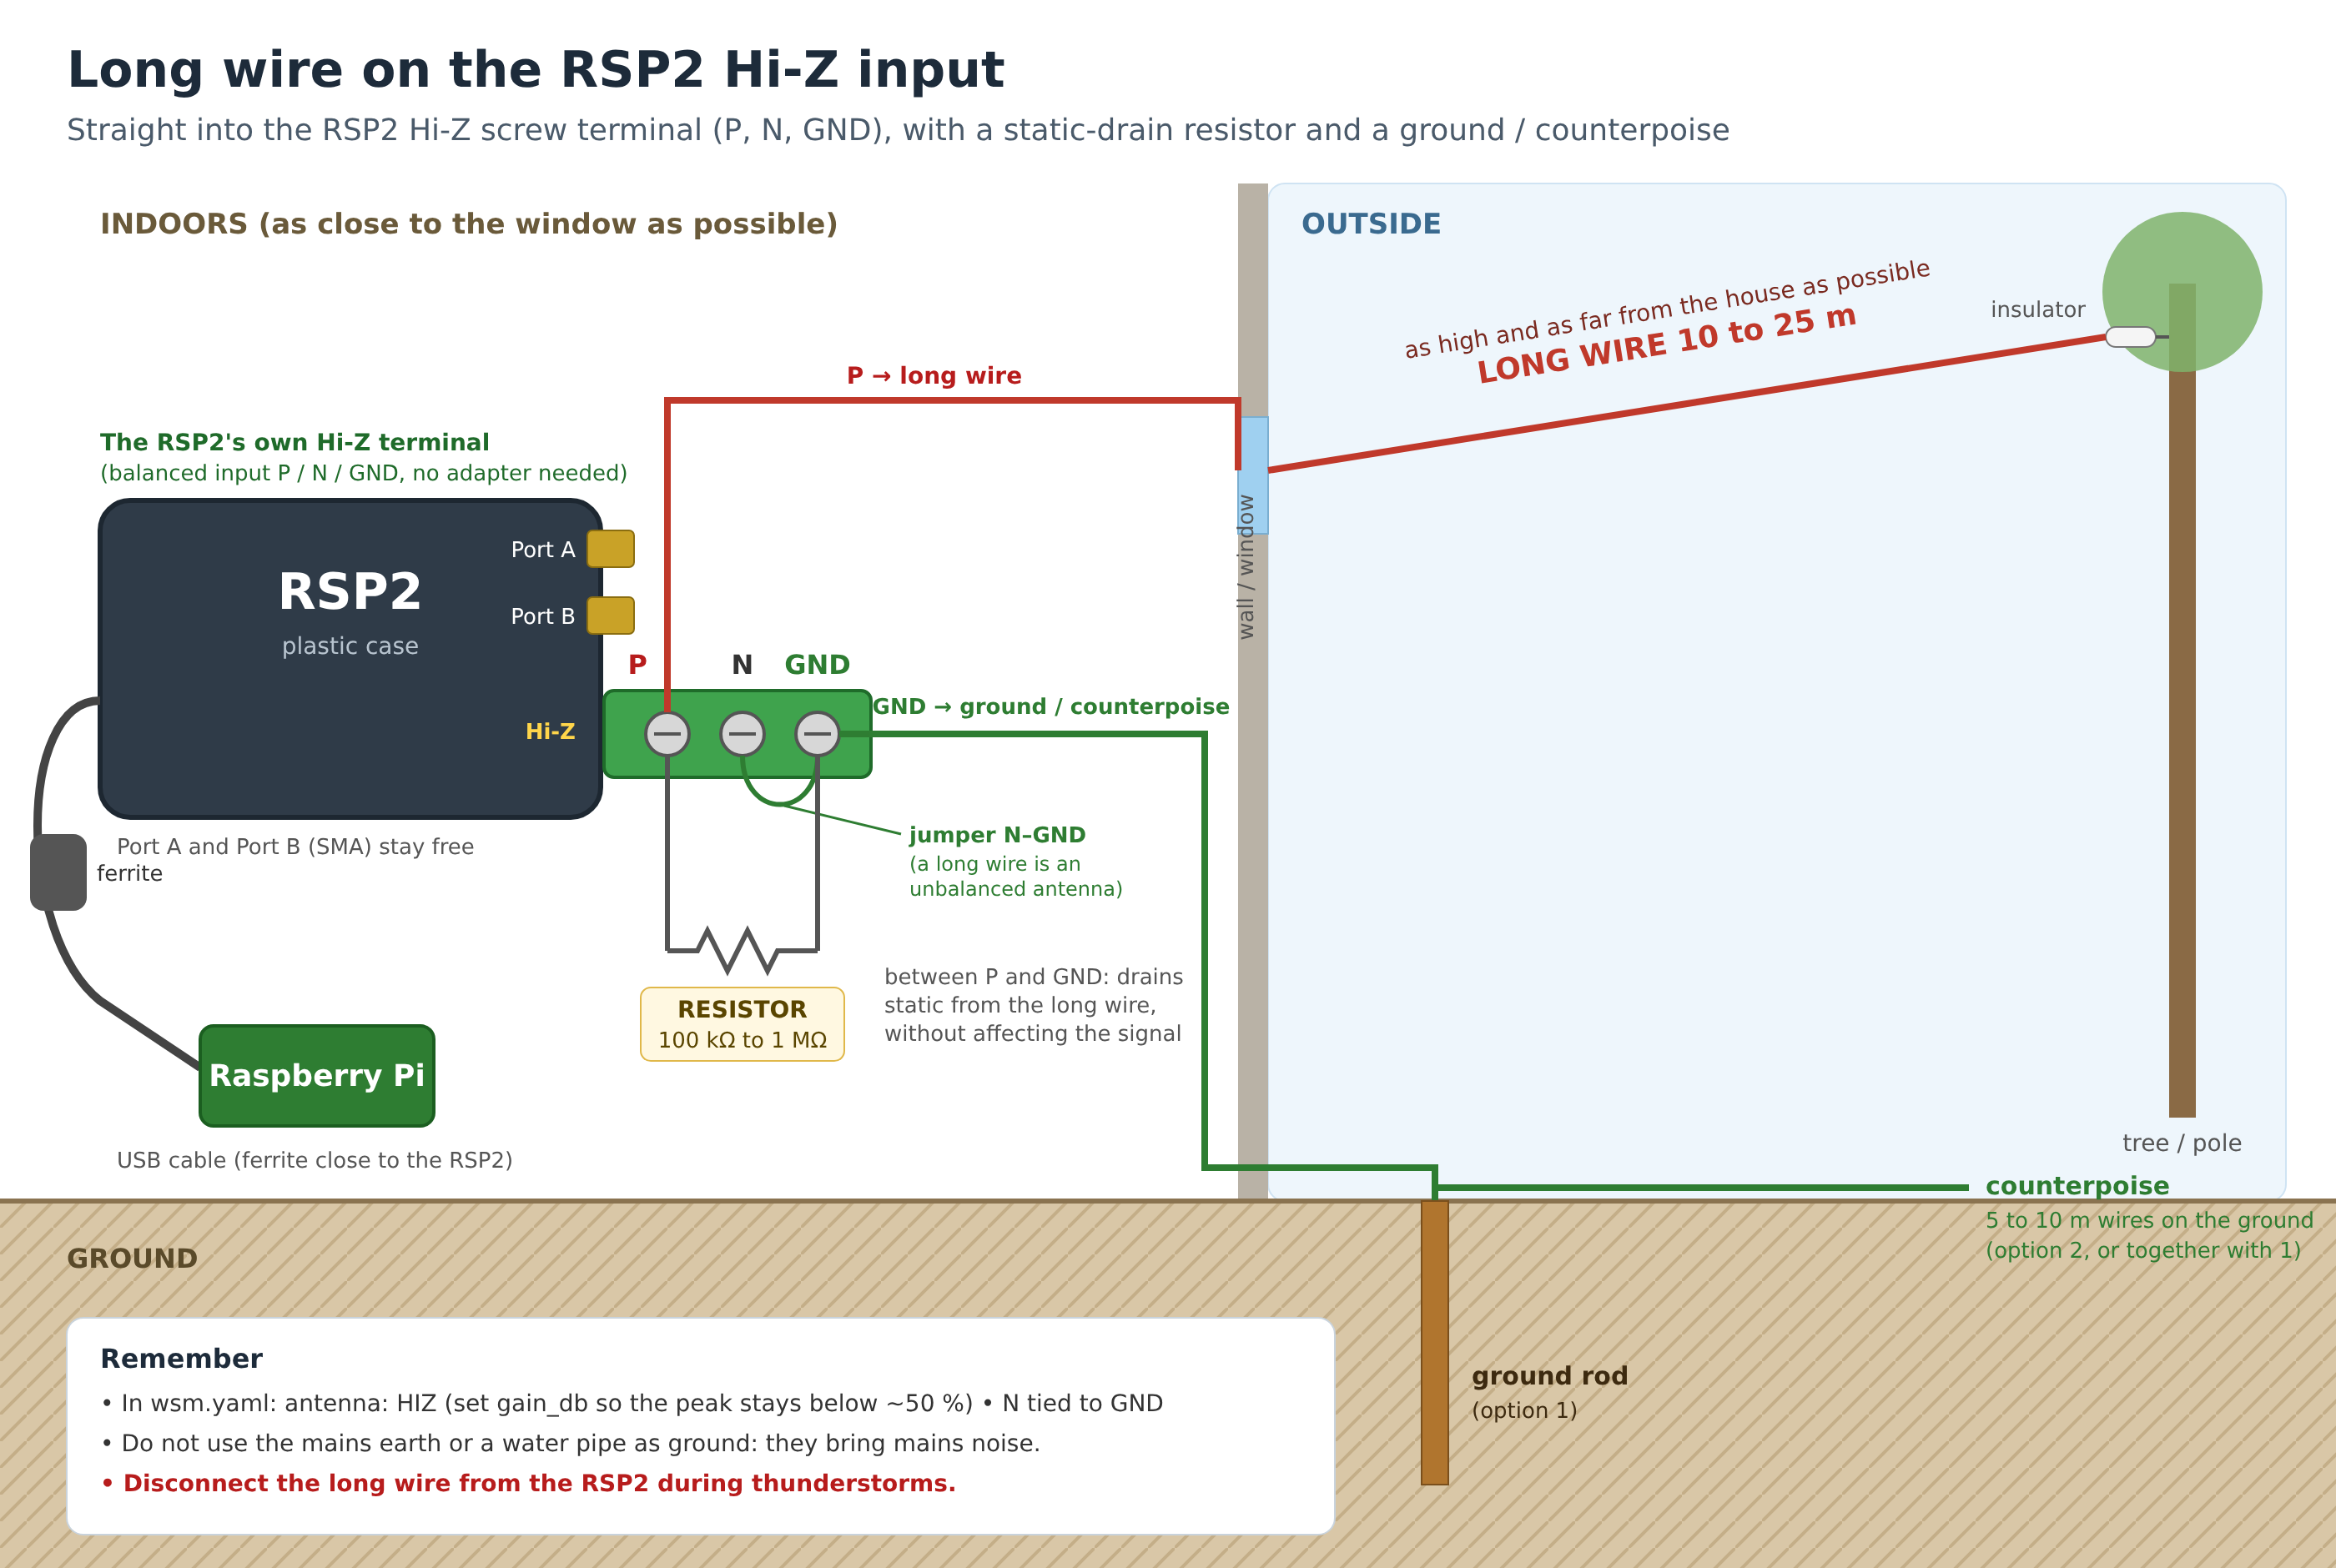 Long wire on the RSP2 Hi-Z input
Straight into the RSP2 Hi-Z screw terminal (P, N, GND), with a static-drain resistor and a ground / counterpoise
INDOORS (as close to the window as possible)
OUTSIDE
as high and as far from the house as possible
LONG WIRE 10 to 25 m
insulator
P → long wire
The RSP2's own Hi-Z terminal
(balanced input P / N / GND, no adapter needed)
Port A
RSP2
Port B
plastic case
wall / window
P N GND
Hi-Z
GND → ground / counterpoise
jumper N–GND
(a long wire is an
unbalanced antenna)
Port A and Port B (SMA) stay free
ferrite
between P and GND: drains
static from the long wire,
without affecting the signal
RESISTOR
100 kΩ to 1 MΩ
Raspberry Pi
USB cable (ferrite close to the RSP2)
tree / pole
counterpoise
5 to 10 m wires on the ground
(option 2, or together with 1)
GROUND
Remember
• In wsm.yaml: antenna: HIZ (set gain_db so the peak stays below ~50 %) • N tied to GND
• Do not use the mains earth or a water pipe as ground: they bring mains noise.
• Disconnect the long wire from the RSP2 during thunderstorms.
ground rod
(option 1)